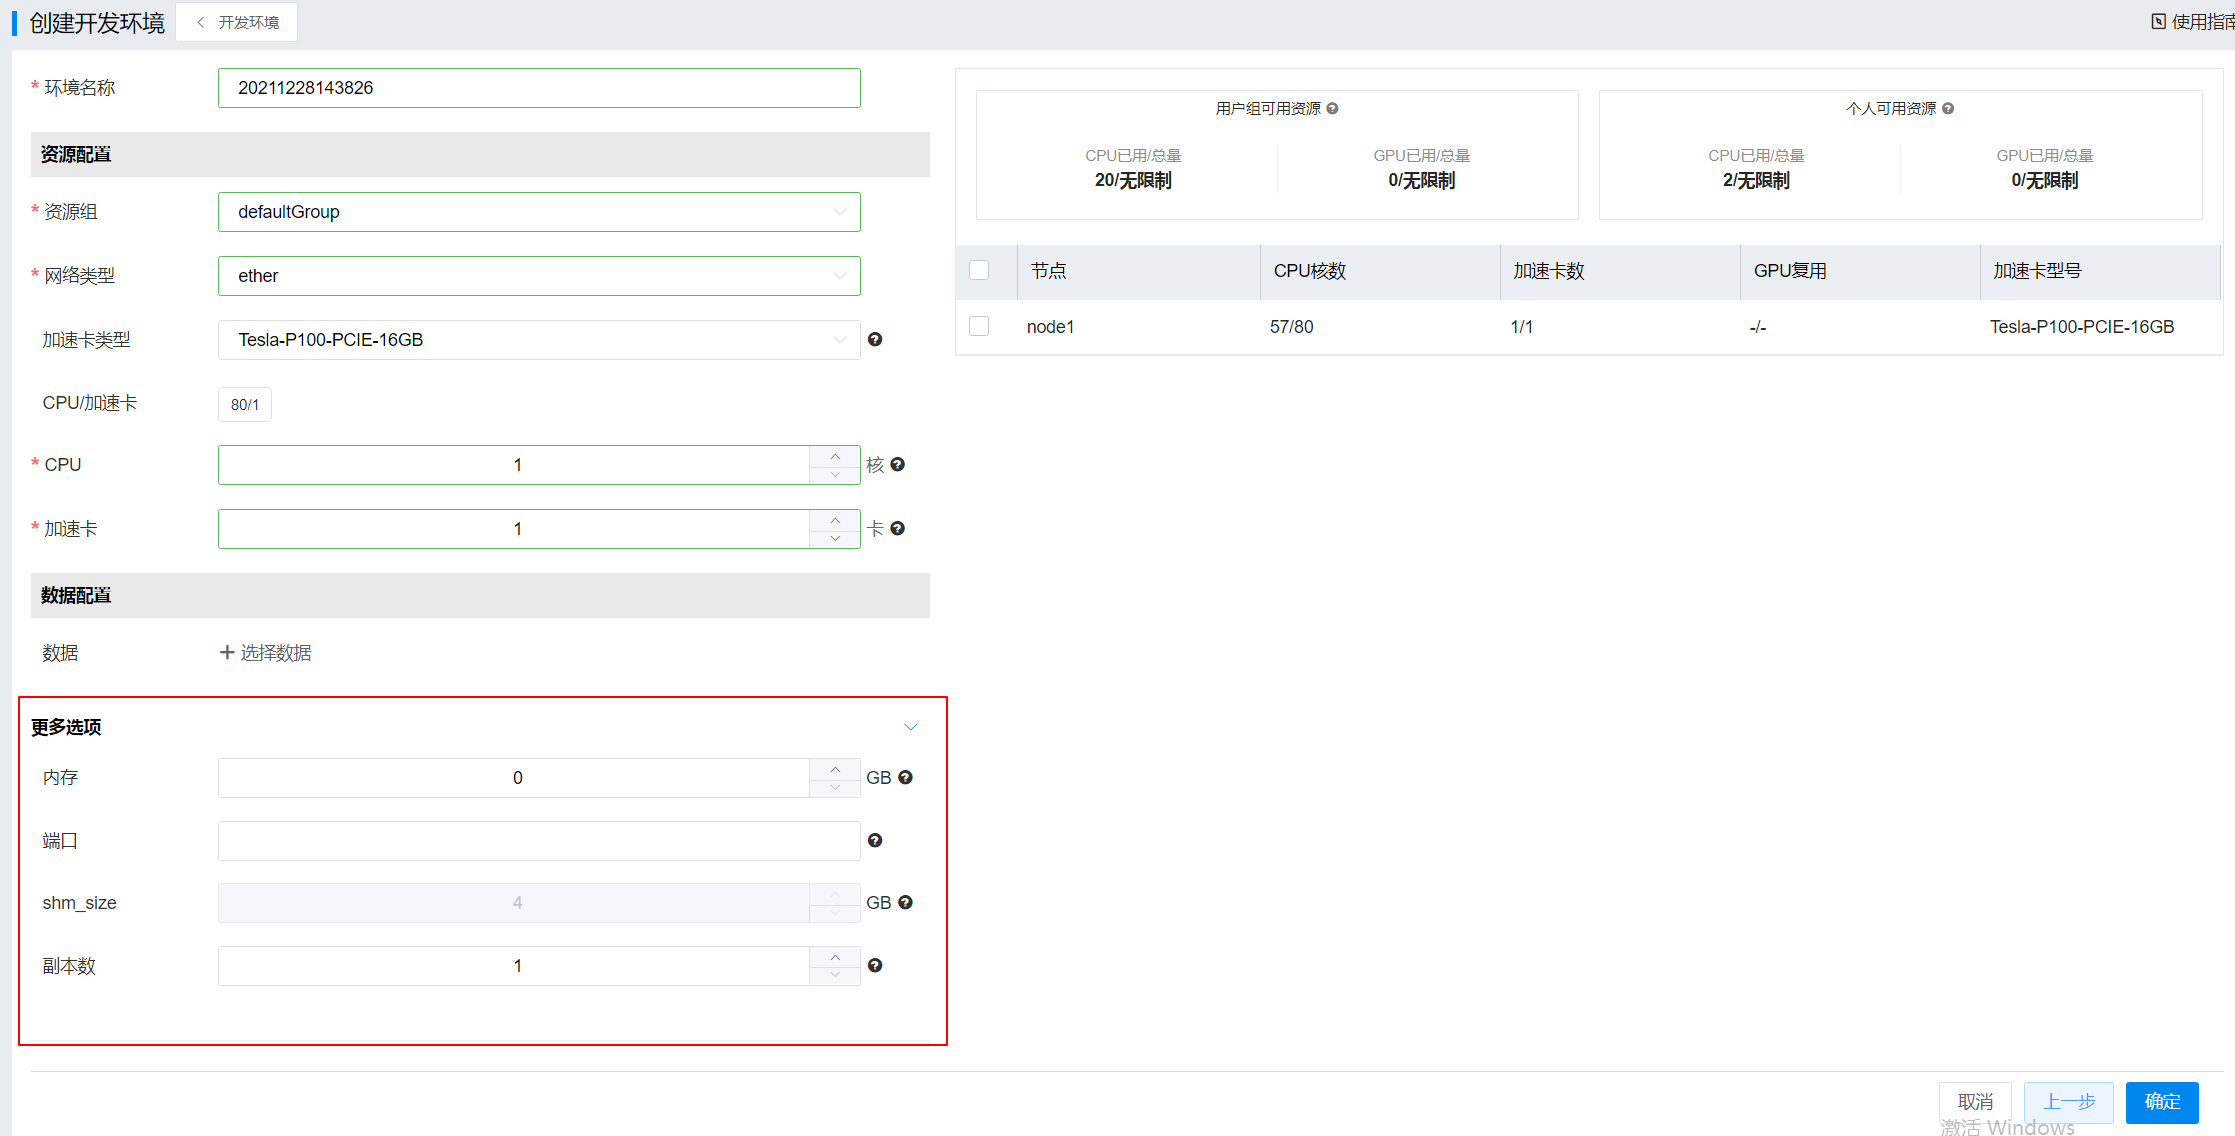 创建开发环境
开发环境
使用指南
* 环境名称
20211228143826
资源配置
* 资源组
defaultGroup
* 网络类型
ether
加速卡类型
Tesla-P100-PCIE-16GB
CPU/加速卡
80/1
* CPU
1
核
* 加速卡
1
卡
数据配置
数据
+ 选择数据
更多选项
内存
0
GB
端口
shm_size
4
GB
副本数
1
用户组可用资源
CPU已用/总量
20/无限制
GPU已用/总量
0/无限制
个人可用资源
CPU已用/总量
2/无限制
GPU已用/总量
0/无限制
节点 CPU核数 加速卡数 GPU复用 加速卡型号
node1 57/80 1/1 -/- Tesla-P100-PCIE-16GB
取消
上一步
确定
激活 Windows